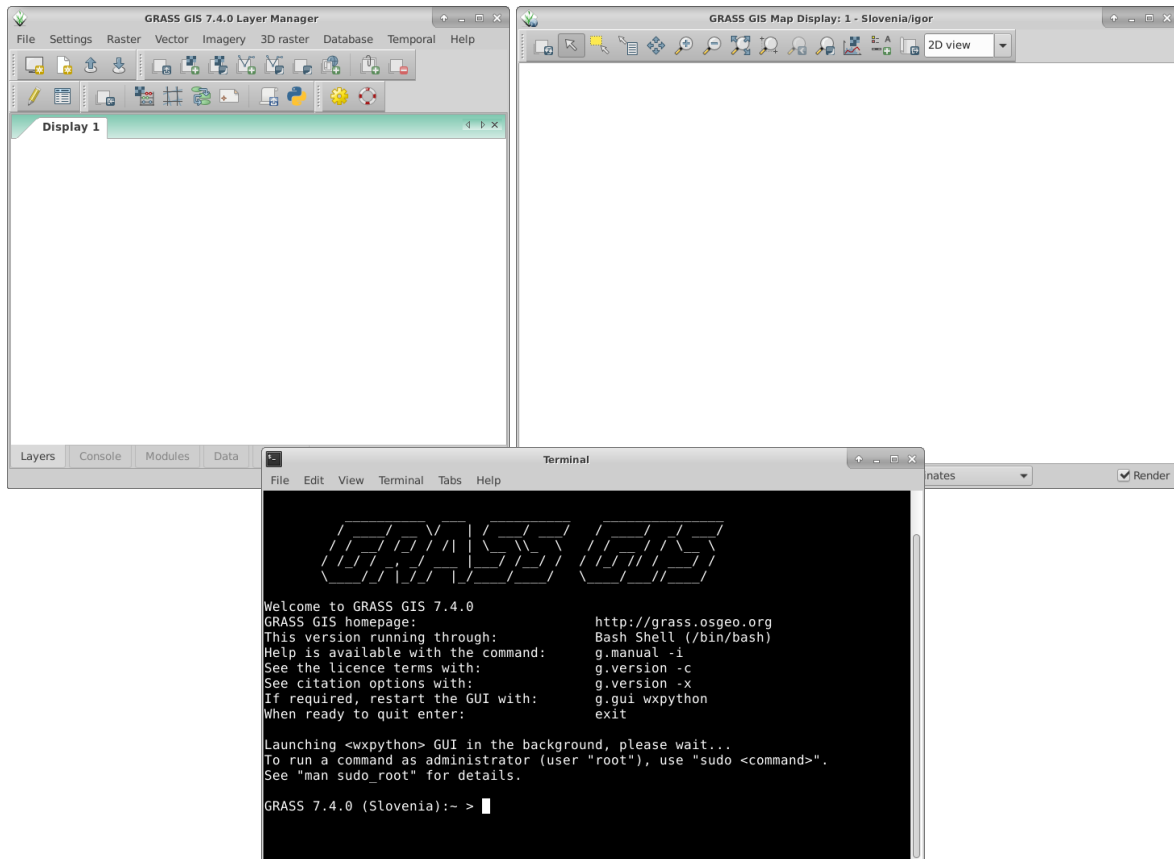 GRASS GIS 7.4.0 Layer Manager
File Settings Raster Vector Imagery 3D raster Database Temporal Help
Display 1
Layers Console Modules Data
GRASS GIS Map Display: 1 - Slovenia/igor
2D view
inates
Render
Terminal
File Edit View Terminal Tabs Help
GRASS GIS
Welcome to GRASS GIS 7.4.0
GRASS GIS homepage: http://grass.osgeo.org
This version running through: Bash Shell (/bin/bash)
Help is available with the command: g.manual -i
See the licence terms with: g.version -c
See citation options with: g.version -x
If required, restart the GUI with: g.gui wxpython
When ready to quit enter: exit
Launching <wxpython> GUI in the background, please wait...
To run a command as administrator (user "root"), use "sudo <command>".
See "man sudo_root" for details.
GRASS 7.4.0 (Slovenia):~ >